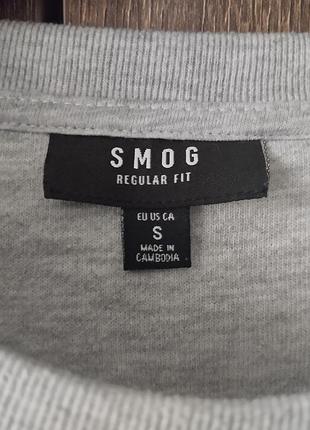 SMOG
REGULAR FIT
EU US CA
S
MADE IN
CAMBODIA